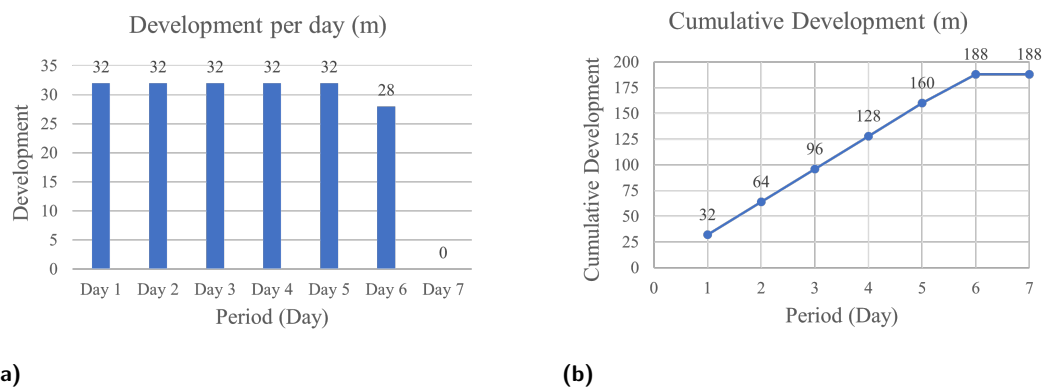 Development per day (m)
35
30
25
20
15
10
5
0
Development
32 32 32 32 32 28 0
Day 1 Day 2 Day 3 Day 4 Day 5 Day 6 Day 7
Period (Day)
a)
Cumulative Development (m)
200
175
150
125
100
75
50
25
0
Cumulative Development
32 64 96 128 160 188 188
0 1 2 3 4 5 6 7
Period (Day)
(b)